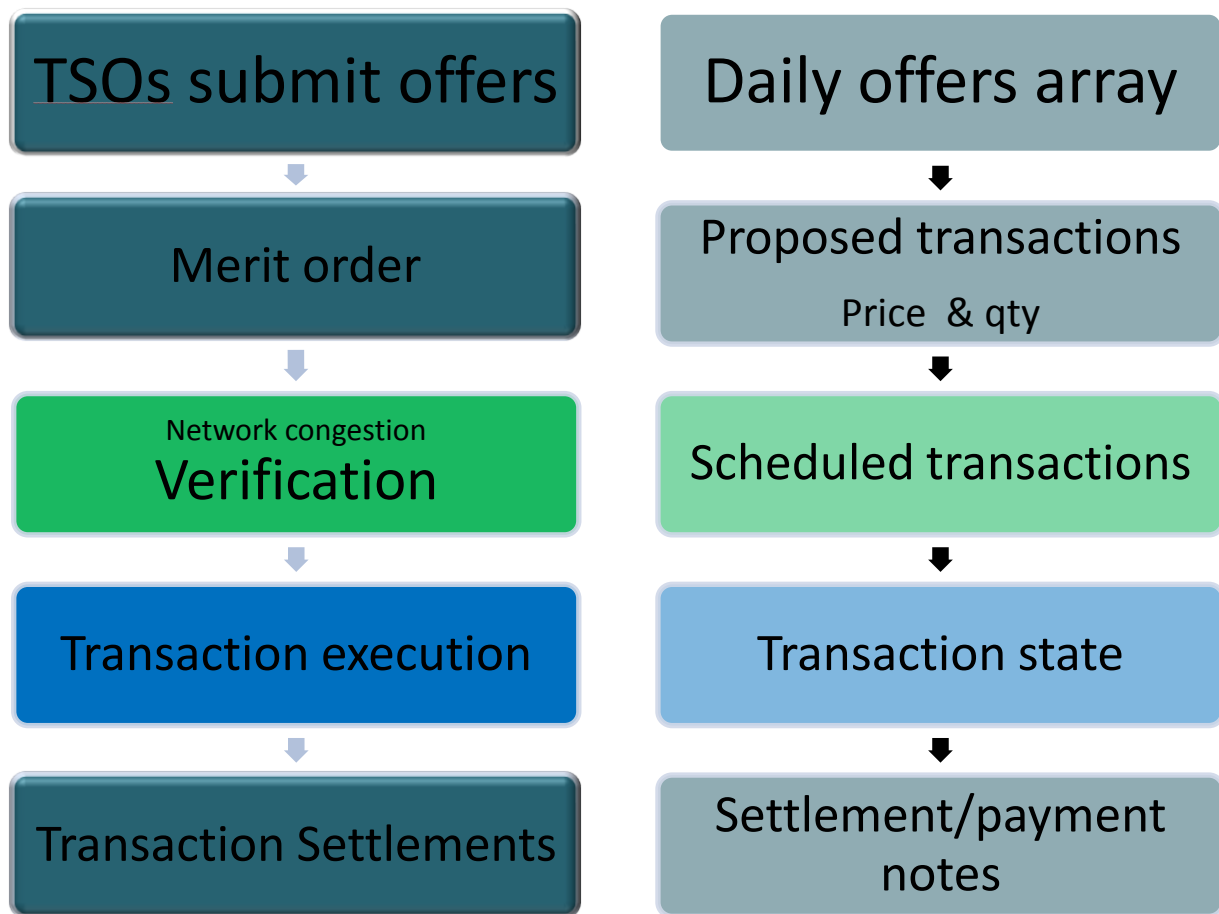 TSOs submit offers
Merit order
Network congestion
Verification
Transaction execution
Transaction Settlements
Daily offers array
Proposed transactions
Price & qty
Scheduled transactions
Transaction state
Settlement/payment
notes